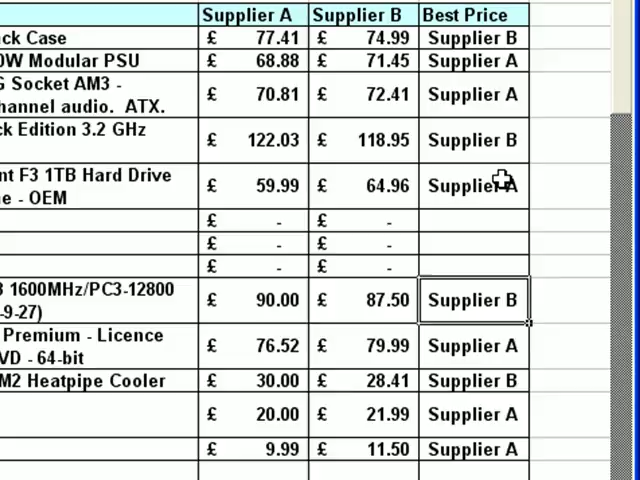 Supplier A Supplier B Best Price
ck Case £ 77.41 £ 74.99 Supplier B
0W Modular PSU £ 68.88 £ 71.45 Supplier A
G Socket AM3 -
hannel audio. ATX. £ 70.81 £ 72.41 Supplier A
ck Edition 3.2 GHz £ 122.03 £ 118.95 Supplier B
nt F3 1TB Hard Drive
e - OEM £ 59.99 £ 64.96 Supplier A
£ - £ -
£ - £ -
£ - £ -
3 1600MHz/PC3-12800
-9-27) £ 90.00 £ 87.50 Supplier B
Premium - Licence
VD - 64-bit £ 76.52 £ 79.99 Supplier A
M2 Heatpipe Cooler £ 30.00 £ 28.41 Supplier B
£ 20.00 £ 21.99 Supplier A
£ 9.99 £ 11.50 Supplier A